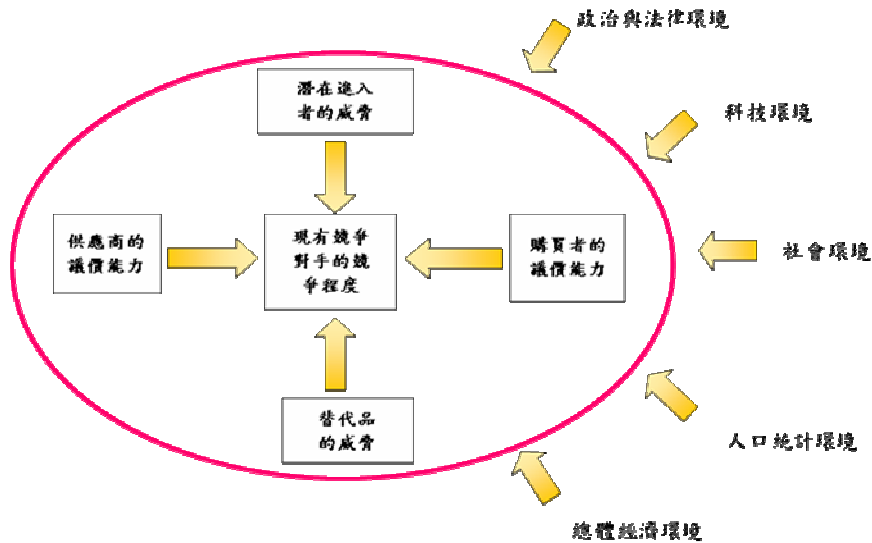 政治與法律環境
潛在進入
者的威脅
科技環境
供應商的
議價能力
現有競爭
對手的競
爭程度
購買者的
議價能力
社會環境
替代品
的威脅
人口統計環境
總體經濟環境